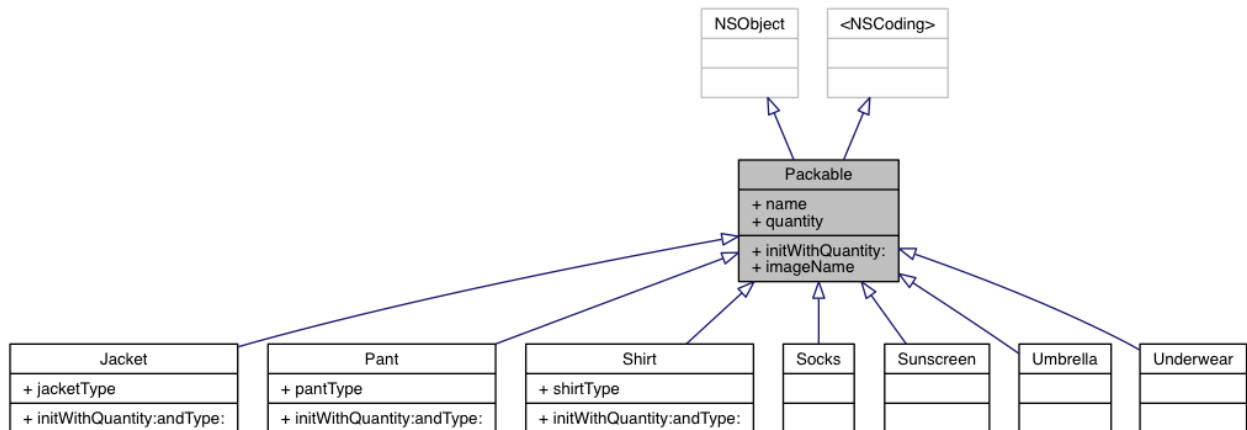 NSObject
<NSCoding>
Packable
+ name
+ quantity
+ initWithQuantity:
+ imageName
Jacket
+ jacketType
+ initWithQuantity:andType:
Pant
+ pantType
+ initWithQuantity:andType:
Shirt
+ shirtType
+ initWithQuantity:andType:
Socks
Sunscreen
Umbrella
Underwear